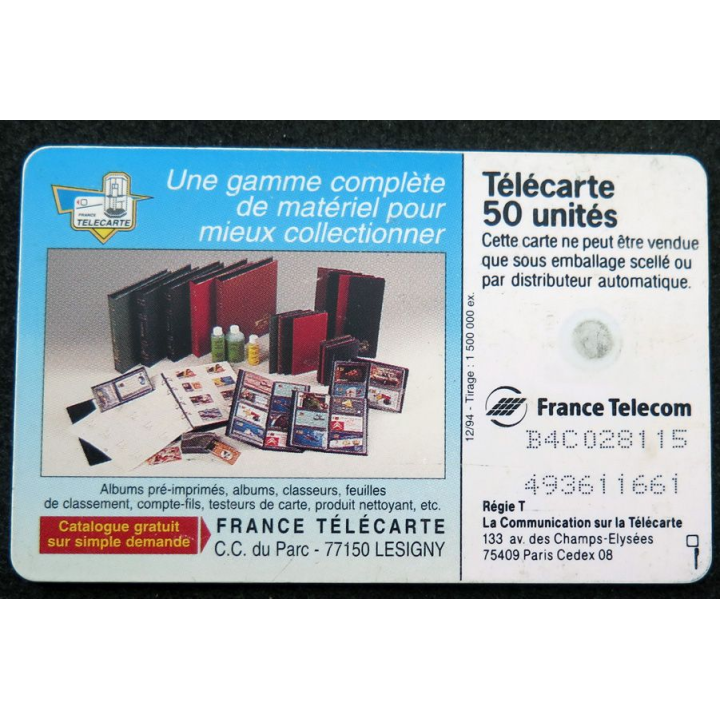 FRANCE
TELECARTE
Une gamme complète
de matériel pour
mieux collectionner
Albums pré-imprimés, albums, classeurs, feuilles
de classement, compte-fils, testeurs de carte, produit nettoyant, etc.
Catalogue gratuit
sur simple demande
FRANCE TÉLÉCARTE
C.C. du Parc - 77150 LESIGNY
12/94 - Tirage : 1 500 000 ex.
Télécarte
50 unités
Cette carte ne peut être vendue
que sous emballage scellé ou
par distributeur automatique.
France Telecom
B4C028115
493611661
Régie T
La Communication sur la Télécarte
133 av. des Champs-Elysées
75409 Paris Cedex 08